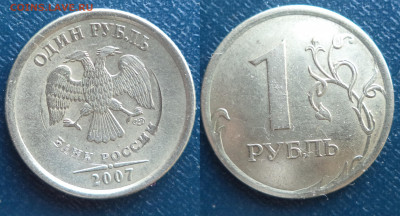 COINS.LAVE.RU
ОДИН РУБЛЬ
БАНК РОССИИ
2007
1
РУБЛЬ